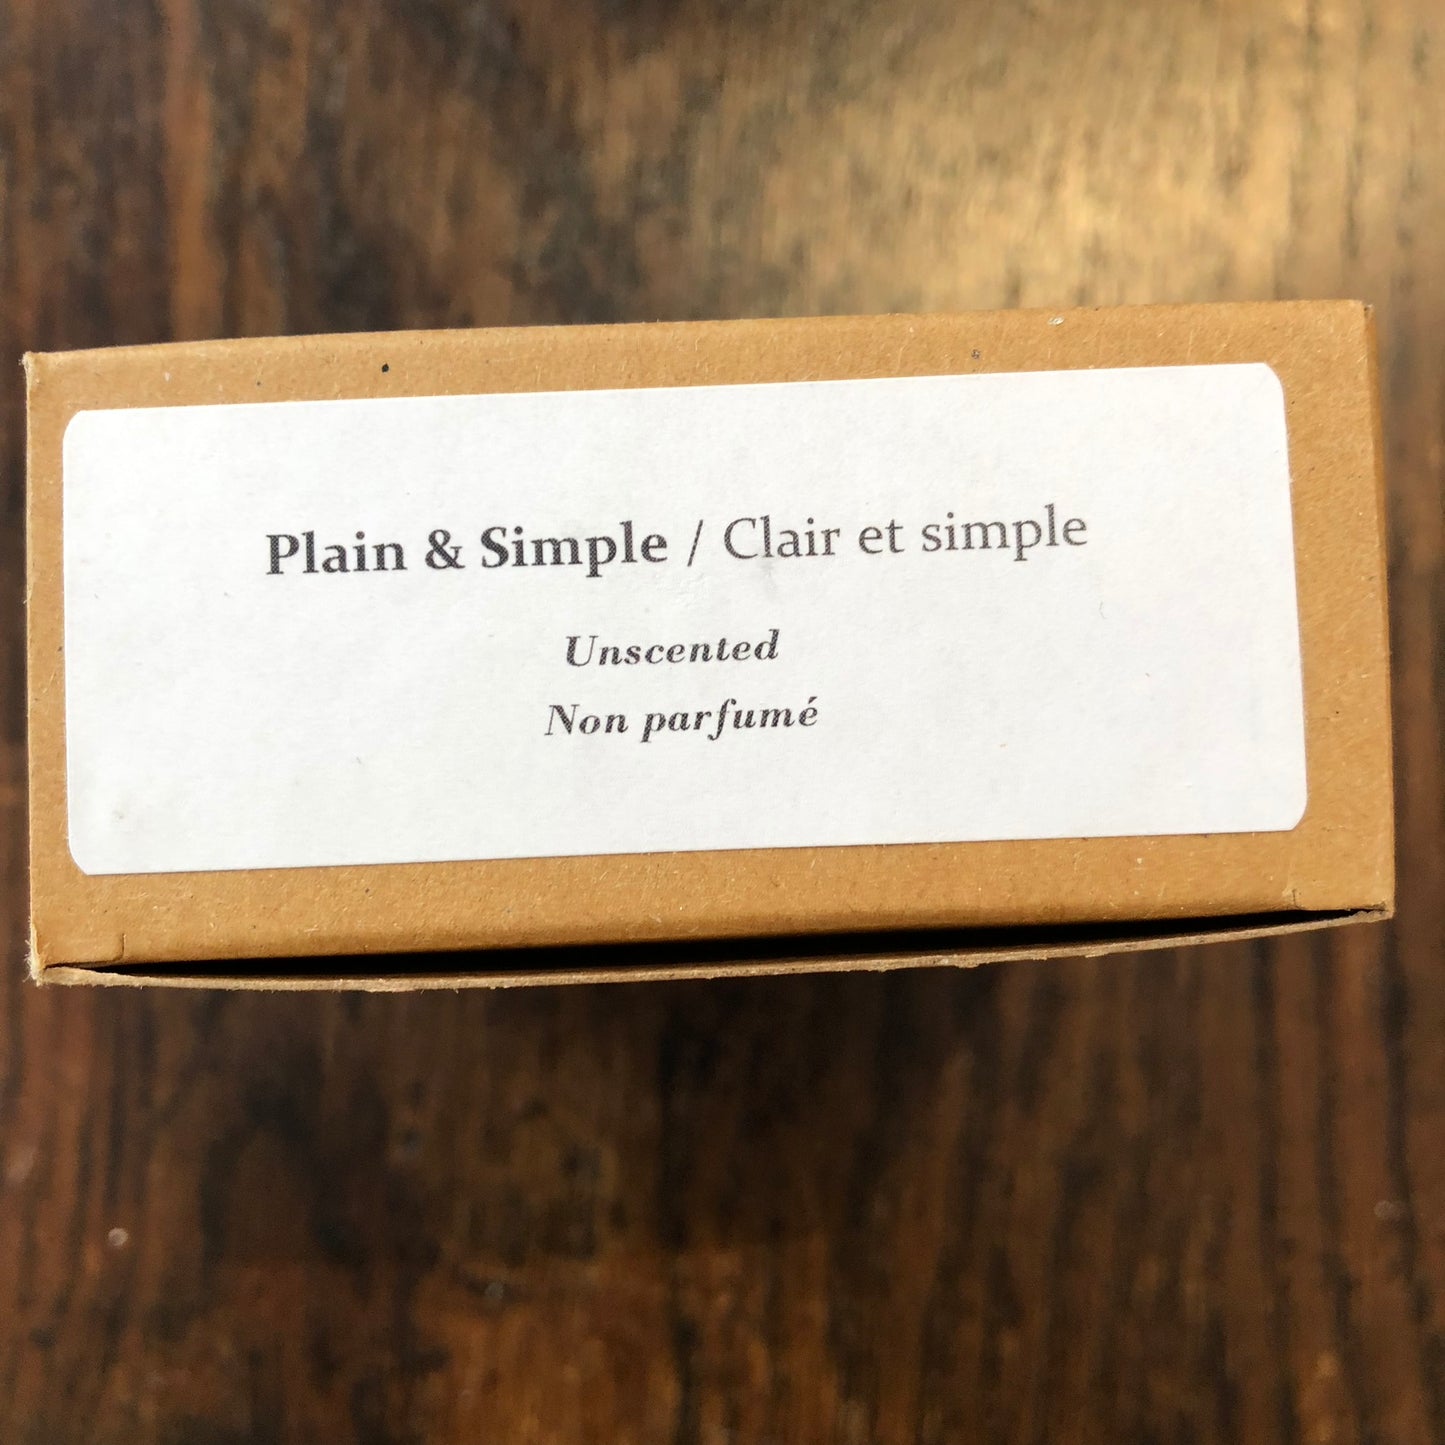 Plain & Simple / Clair et simple
Unscented
Non parfumé